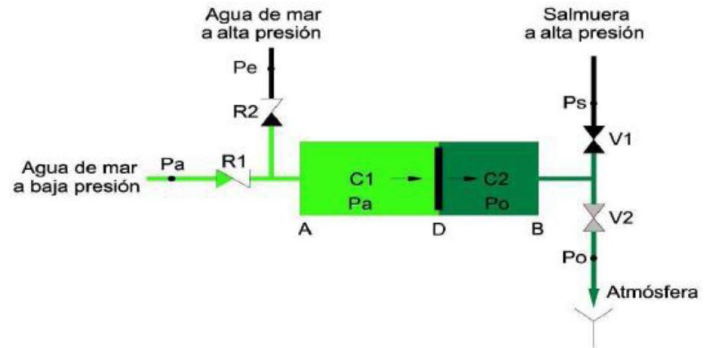 Agua de mar
a alta presión
Salmuera
a alta presión
Pe
R2
Ps
V1
Agua de mar
a baja presión
Pa
R1
C1
C2
Pa
Po
V2
A
D
B
Po
Atmósfera